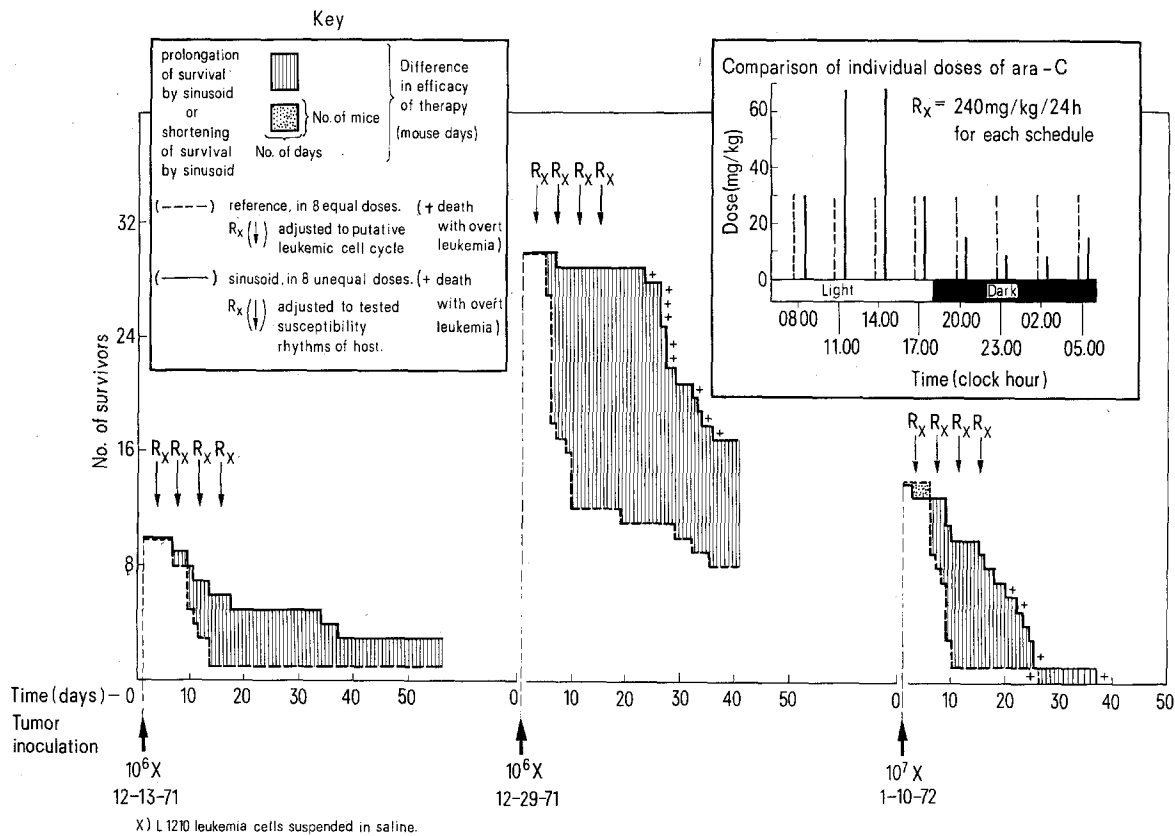 Key
prolongation
of survival
by sinusoid
or
shortening
of survival
by sinusoid
No. of mice
No. of days
Difference
in efficacy
of therapy
(mouse days)
(----) reference, in 8 equal doses. (+ death
with overt
leukemia)
RX (↓) adjusted to putative
leukemic cell cycle
(——) sinusoid, in 8 unequal doses. (+ death
with overt
leukemia)
RX (↓) adjusted to tested
susceptibility
rhythms of host.
Comparison of individual doses of ara-C
RX = 240mg/kg/24h
for each schedule
Dose (mg/kg)
60
40
20
0
Light
Dark
08.00
11.00
14.00
17.00
20.00
23.00
02.00
05.00
Time (clock hour)
No. of survivors
32
24
16
8
RX RX RX RX
RX RX RX RX
RX RX RX RX
Time (days) – 0 10 20 30 40 50
0 10 20 30 40 50
0 10 20 30 40 50
Tumor
inoculation
10⁶X
12-13-71
10⁶X
12-29-71
10⁷X
1-10-72
X) L 1210 leukemia cells suspended in saline.